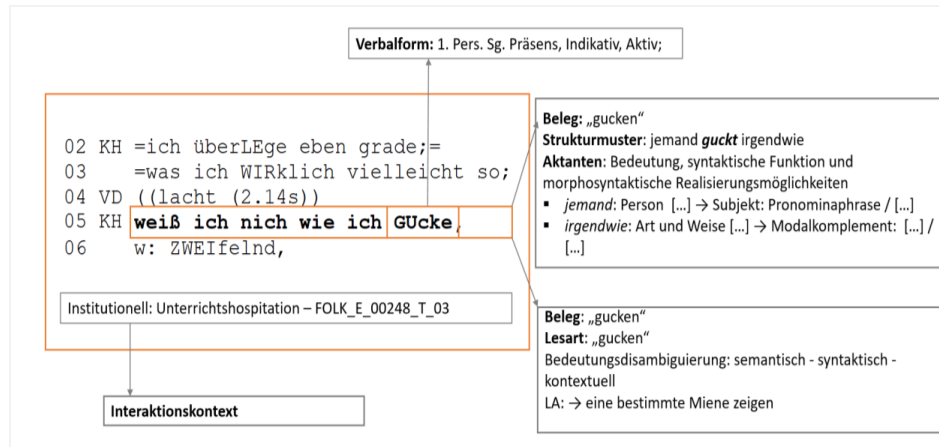 Verbalform: 1. Pers. Sg. Präsens, Indikativ, Aktiv;
02 KH =ich überLEge eben grade;=
03 =was ich WIRklich vielleicht so;
04 VD ((lacht (2.14s))
05 KH weiß ich nich wie ich GUcke,
06 w: ZWEIfelnd,
Institutionell: Unterrichtshospitation – FOLK_E_00248_T_03
Interaktionskontext
Beleg: „gucken“
Strukturmuster: jemand guckt irgendwie
Aktanten: Bedeutung, syntaktische Funktion und
morphosyntaktische Realisierungsmöglichkeiten
▪ jemand: Person [...] → Subjekt: Pronominaphrase / [...]
▪ irgendwie: Art und Weise [...] → Modalkomplement: [...] /
[...]
Beleg: „gucken“
Lesart: „gucken“
Bedeutungsdisambiguierung: semantisch - syntaktisch -
kontextuell
LA: → eine bestimmte Miene zeigen